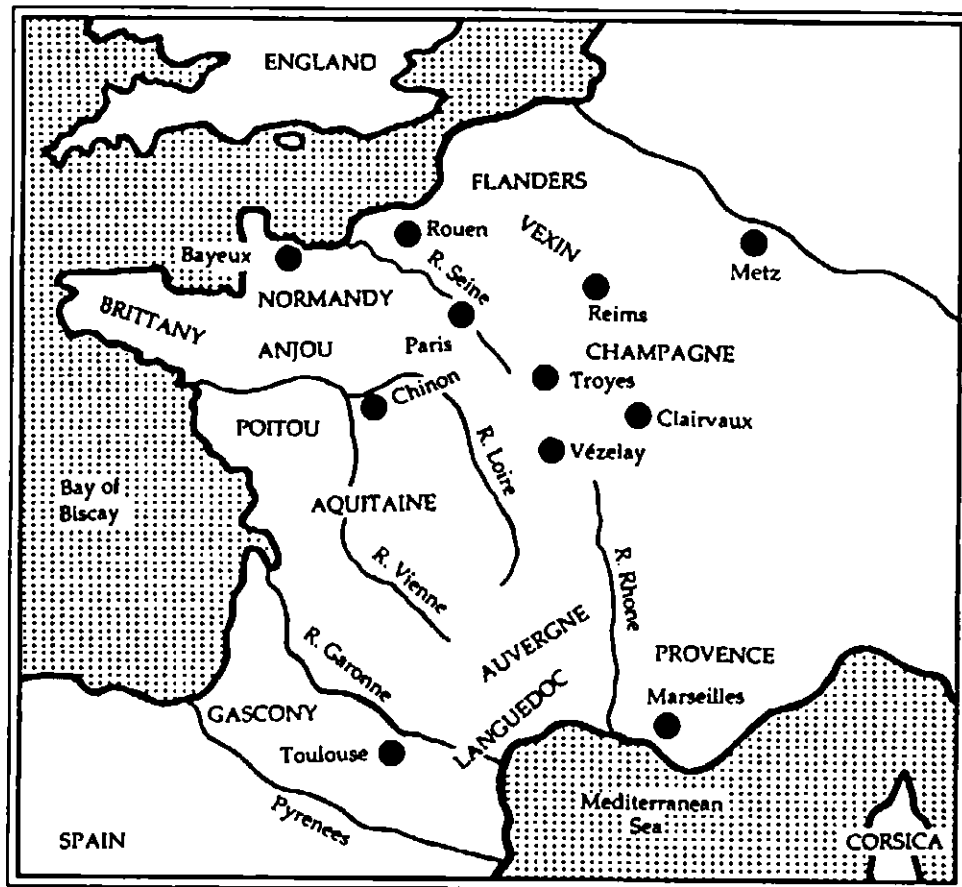 ENGLAND
FLANDERS
VEXIN
Rouen
Bayeux
Metz
R. Seine
NORMANDY
Reims
BRITTANY
ANJOU
Paris
CHAMPAGNE
Troyes
Chinon
Clairvaux
POITOU
R. Loire
Vézelay
Bay of
Biscay
AQUITAINE
R. Vienne
R. Rhone
AUVERGNE
PROVENCE
R. Garonne
Marseilles
GASCONY
LANGUEDOC
Toulouse
Pyrenees
Mediterranean
Sea
SPAIN
CORSICA